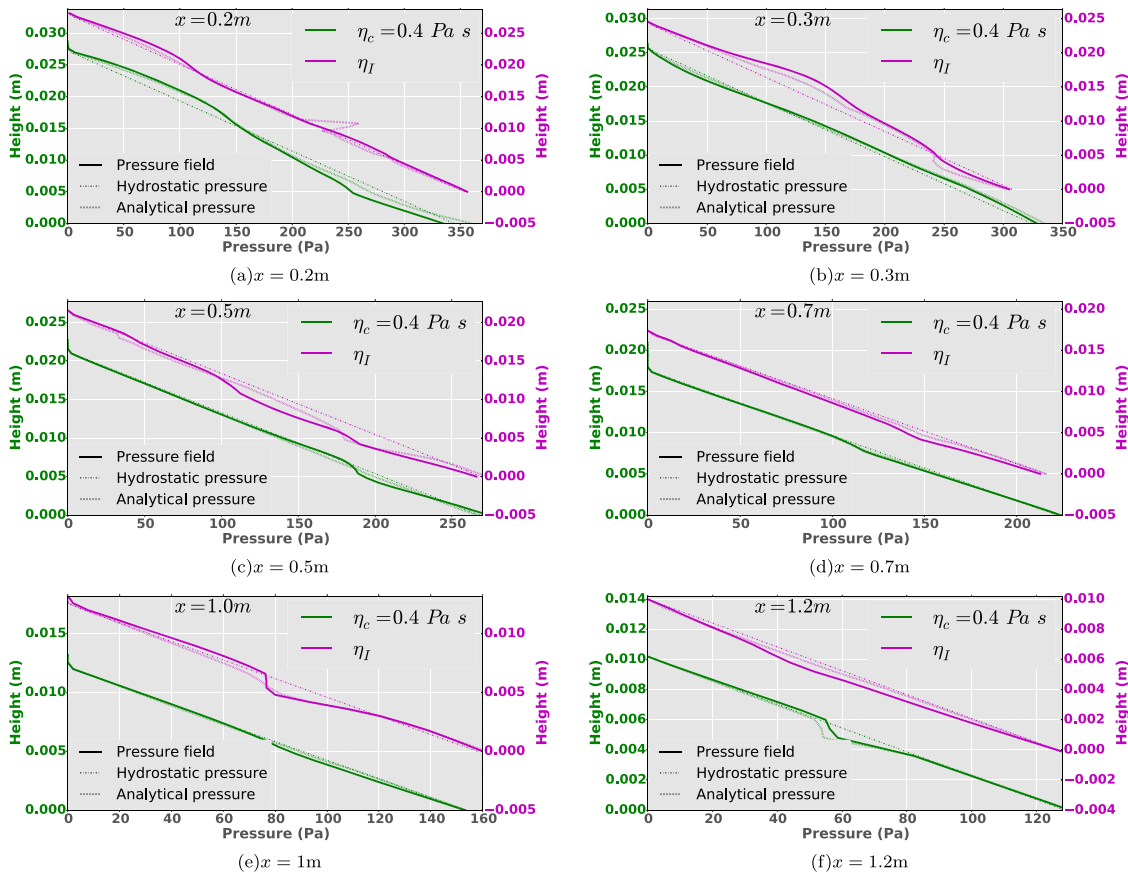 x=0.2m
η_c=0.4 Pa s
η_I
Pressure field
Hydrostatic pressure
Analytical pressure
Height (m)
0.030
0.025
0.020
0.015
0.010
0.005
0.000
Height (m)
0.025
0.020
0.015
0.010
0.005
0.000
−0.005
0 50 100 150 200 250 300 350
Pressure (Pa)
(a)x = 0.2m
x=0.3m
η_c=0.4 Pa s
η_I
Pressure field
Hydrostatic pressure
Analytical pressure
Height (m)
0.030
0.025
0.020
0.015
0.010
0.005
0.000
Height (m)
0.025
0.020
0.015
0.010
0.005
0.000
−0.005
0 50 100 150 200 250 300 350
Pressure (Pa)
(b)x = 0.3m
x=0.5m
η_c=0.4 Pa s
η_I
Pressure field
Hydrostatic pressure
Analytical pressure
Height (m)
0.025
0.020
0.015
0.010
0.005
0.000
Height (m)
0.020
0.015
0.010
0.005
0.000
−0.005
0 50 100 150 200 250
Pressure (Pa)
(c)x = 0.5m
x=0.7m
η_c=0.4 Pa s
η_I
Pressure field
Hydrostatic pressure
Analytical pressure
Height (m)
0.025
0.020
0.015
0.010
0.005
0.000
Height (m)
0.020
0.015
0.010
0.005
0.000
−0.005
0 50 100 150 200
Pressure (Pa)
(d)x = 0.7m
x=1.0m
η_c=0.4 Pa s
η_I
Pressure field
Hydrostatic pressure
Analytical pressure
Height (m)
0.015
0.010
0.005
0.000
Height (m)
0.010
0.005
0.000
−0.005
0 20 40 60 80 100 120 140 160
Pressure (Pa)
(e)x = 1m
x=1.2m
η_c=0.4 Pa s
η_I
Pressure field
Hydrostatic pressure
Analytical pressure
Height (m)
0.014
0.012
0.010
0.008
0.006
0.004
0.002
0.000
Height (m)
0.010
0.008
0.006
0.004
0.002
0.000
−0.002
−0.004
0 20 40 60 80 100 120
Pressure (Pa)
(f)x = 1.2m